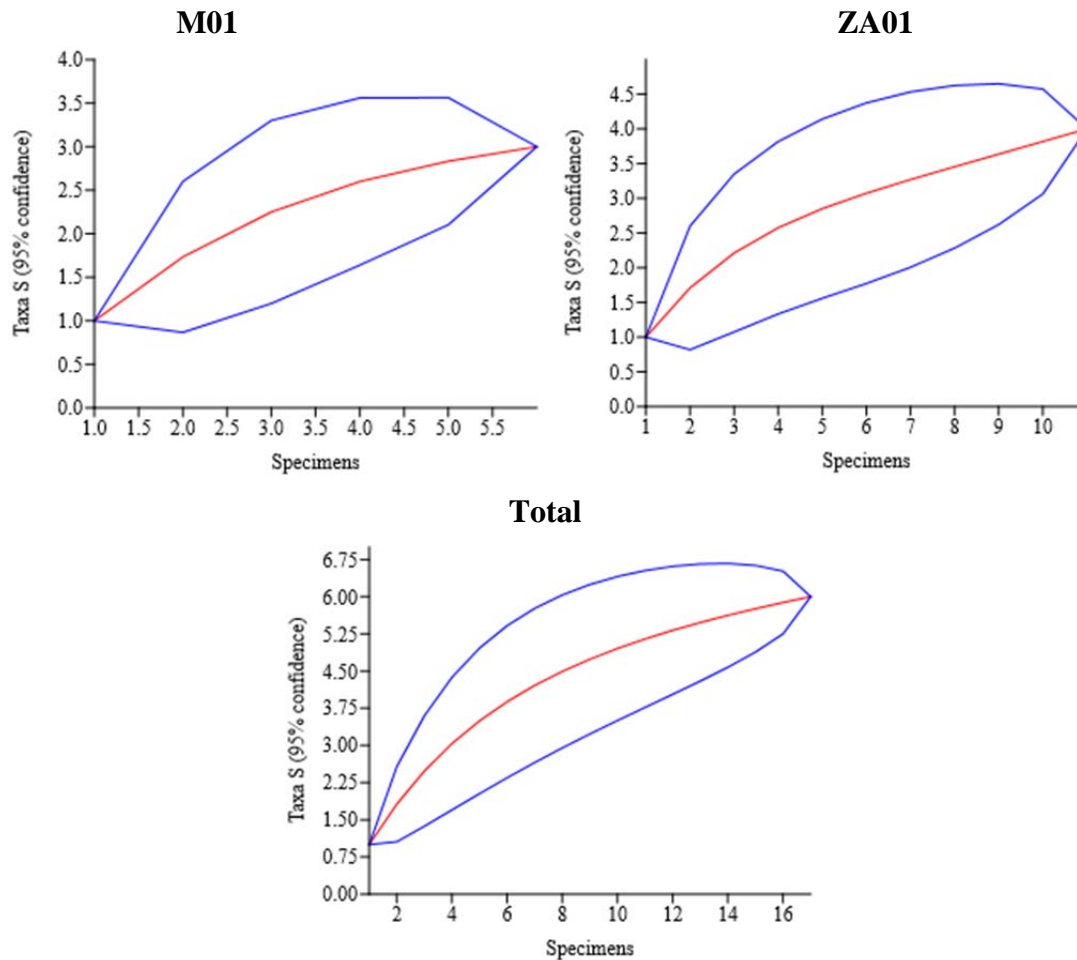 M01
ZA01
Taxa S (95% confidence)
4.0
3.5
3.0
2.5
2.0
1.5
1.0
0.5
0.0
1.0 1.5 2.0 2.5 3.0 3.5 4.0 4.5 5.0 5.5
Specimens
Taxa S (95% confidence)
4.5
4.0
3.5
3.0
2.5
2.0
1.5
1.0
0.5
0.0
1 2 3 4 5 6 7 8 9 10
Specimens
Total
Taxa S (95% confidence)
6.75
6.00
5.25
4.50
3.75
3.00
2.25
1.50
0.75
0.00
2 4 6 8 10 12 14 16
Specimens